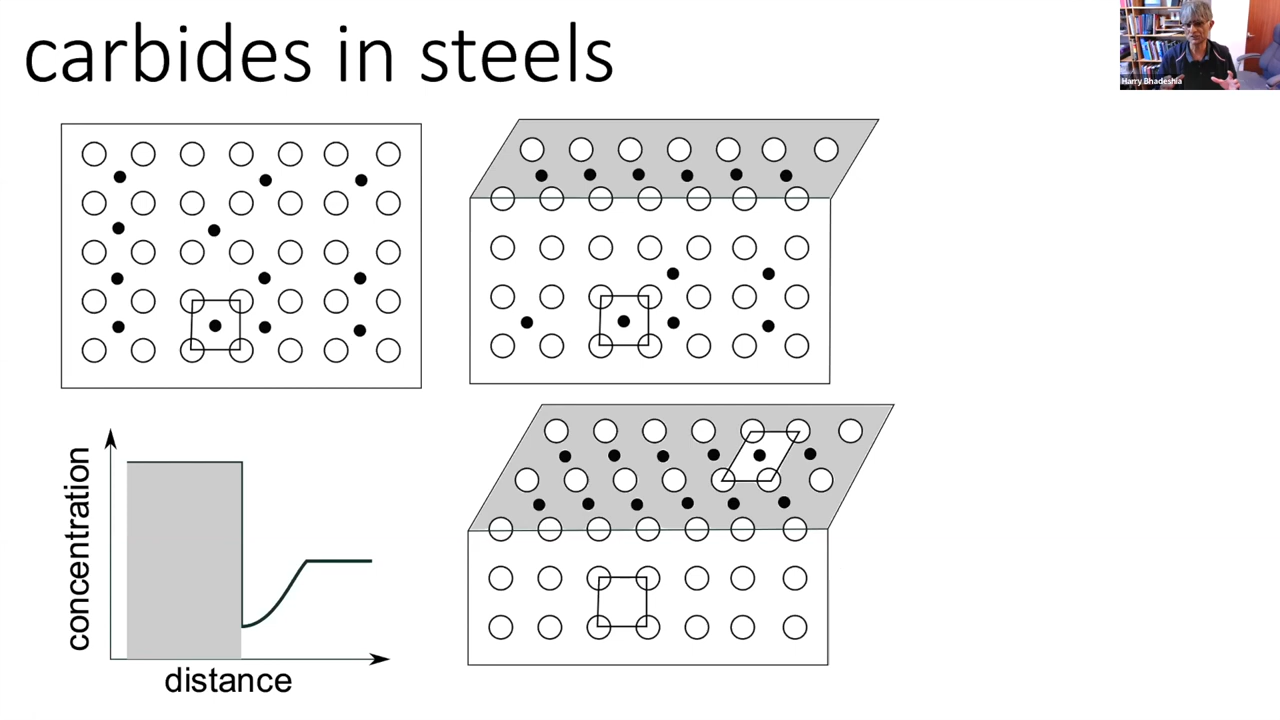 carbides in steels
Harry Bhadeshia
concentration
distance